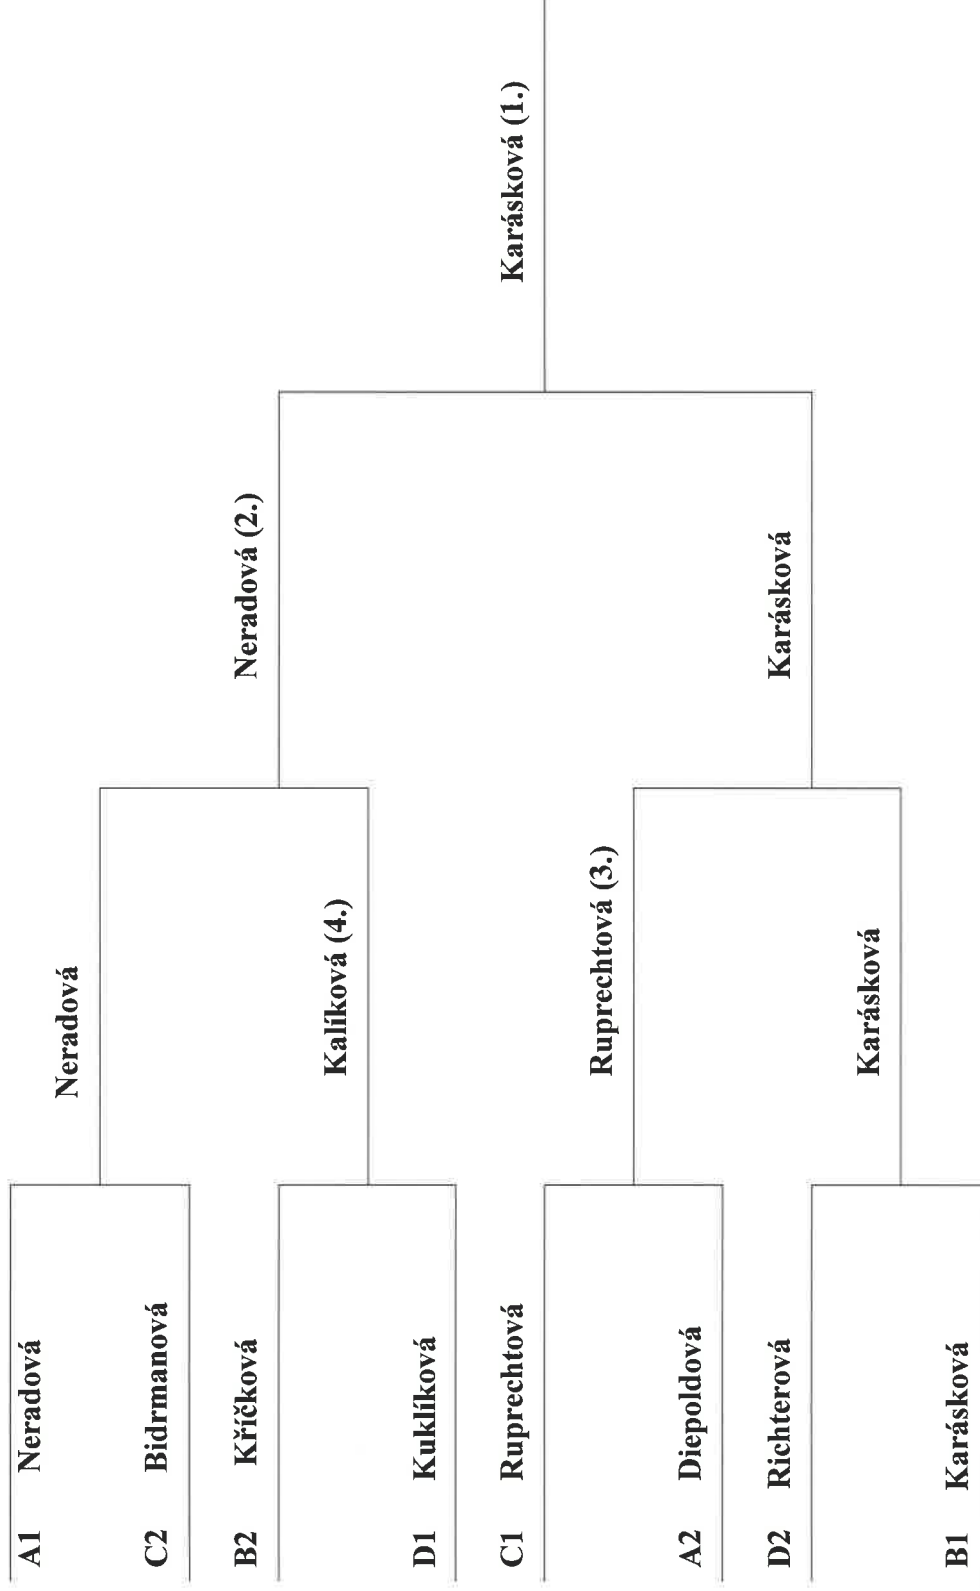 A1 Neradová
C2 Bidrmanová
B2 Kříčková
D1 Kuklíková
C1 Ruprechtová
A2 Diepoldová
D2 Richterová
B1 Karásková
Neradová
Kalíková (4.)
Ruprechtová (3.)
Karásková
Neradová (2.)
Karásková
Karásková (1.)